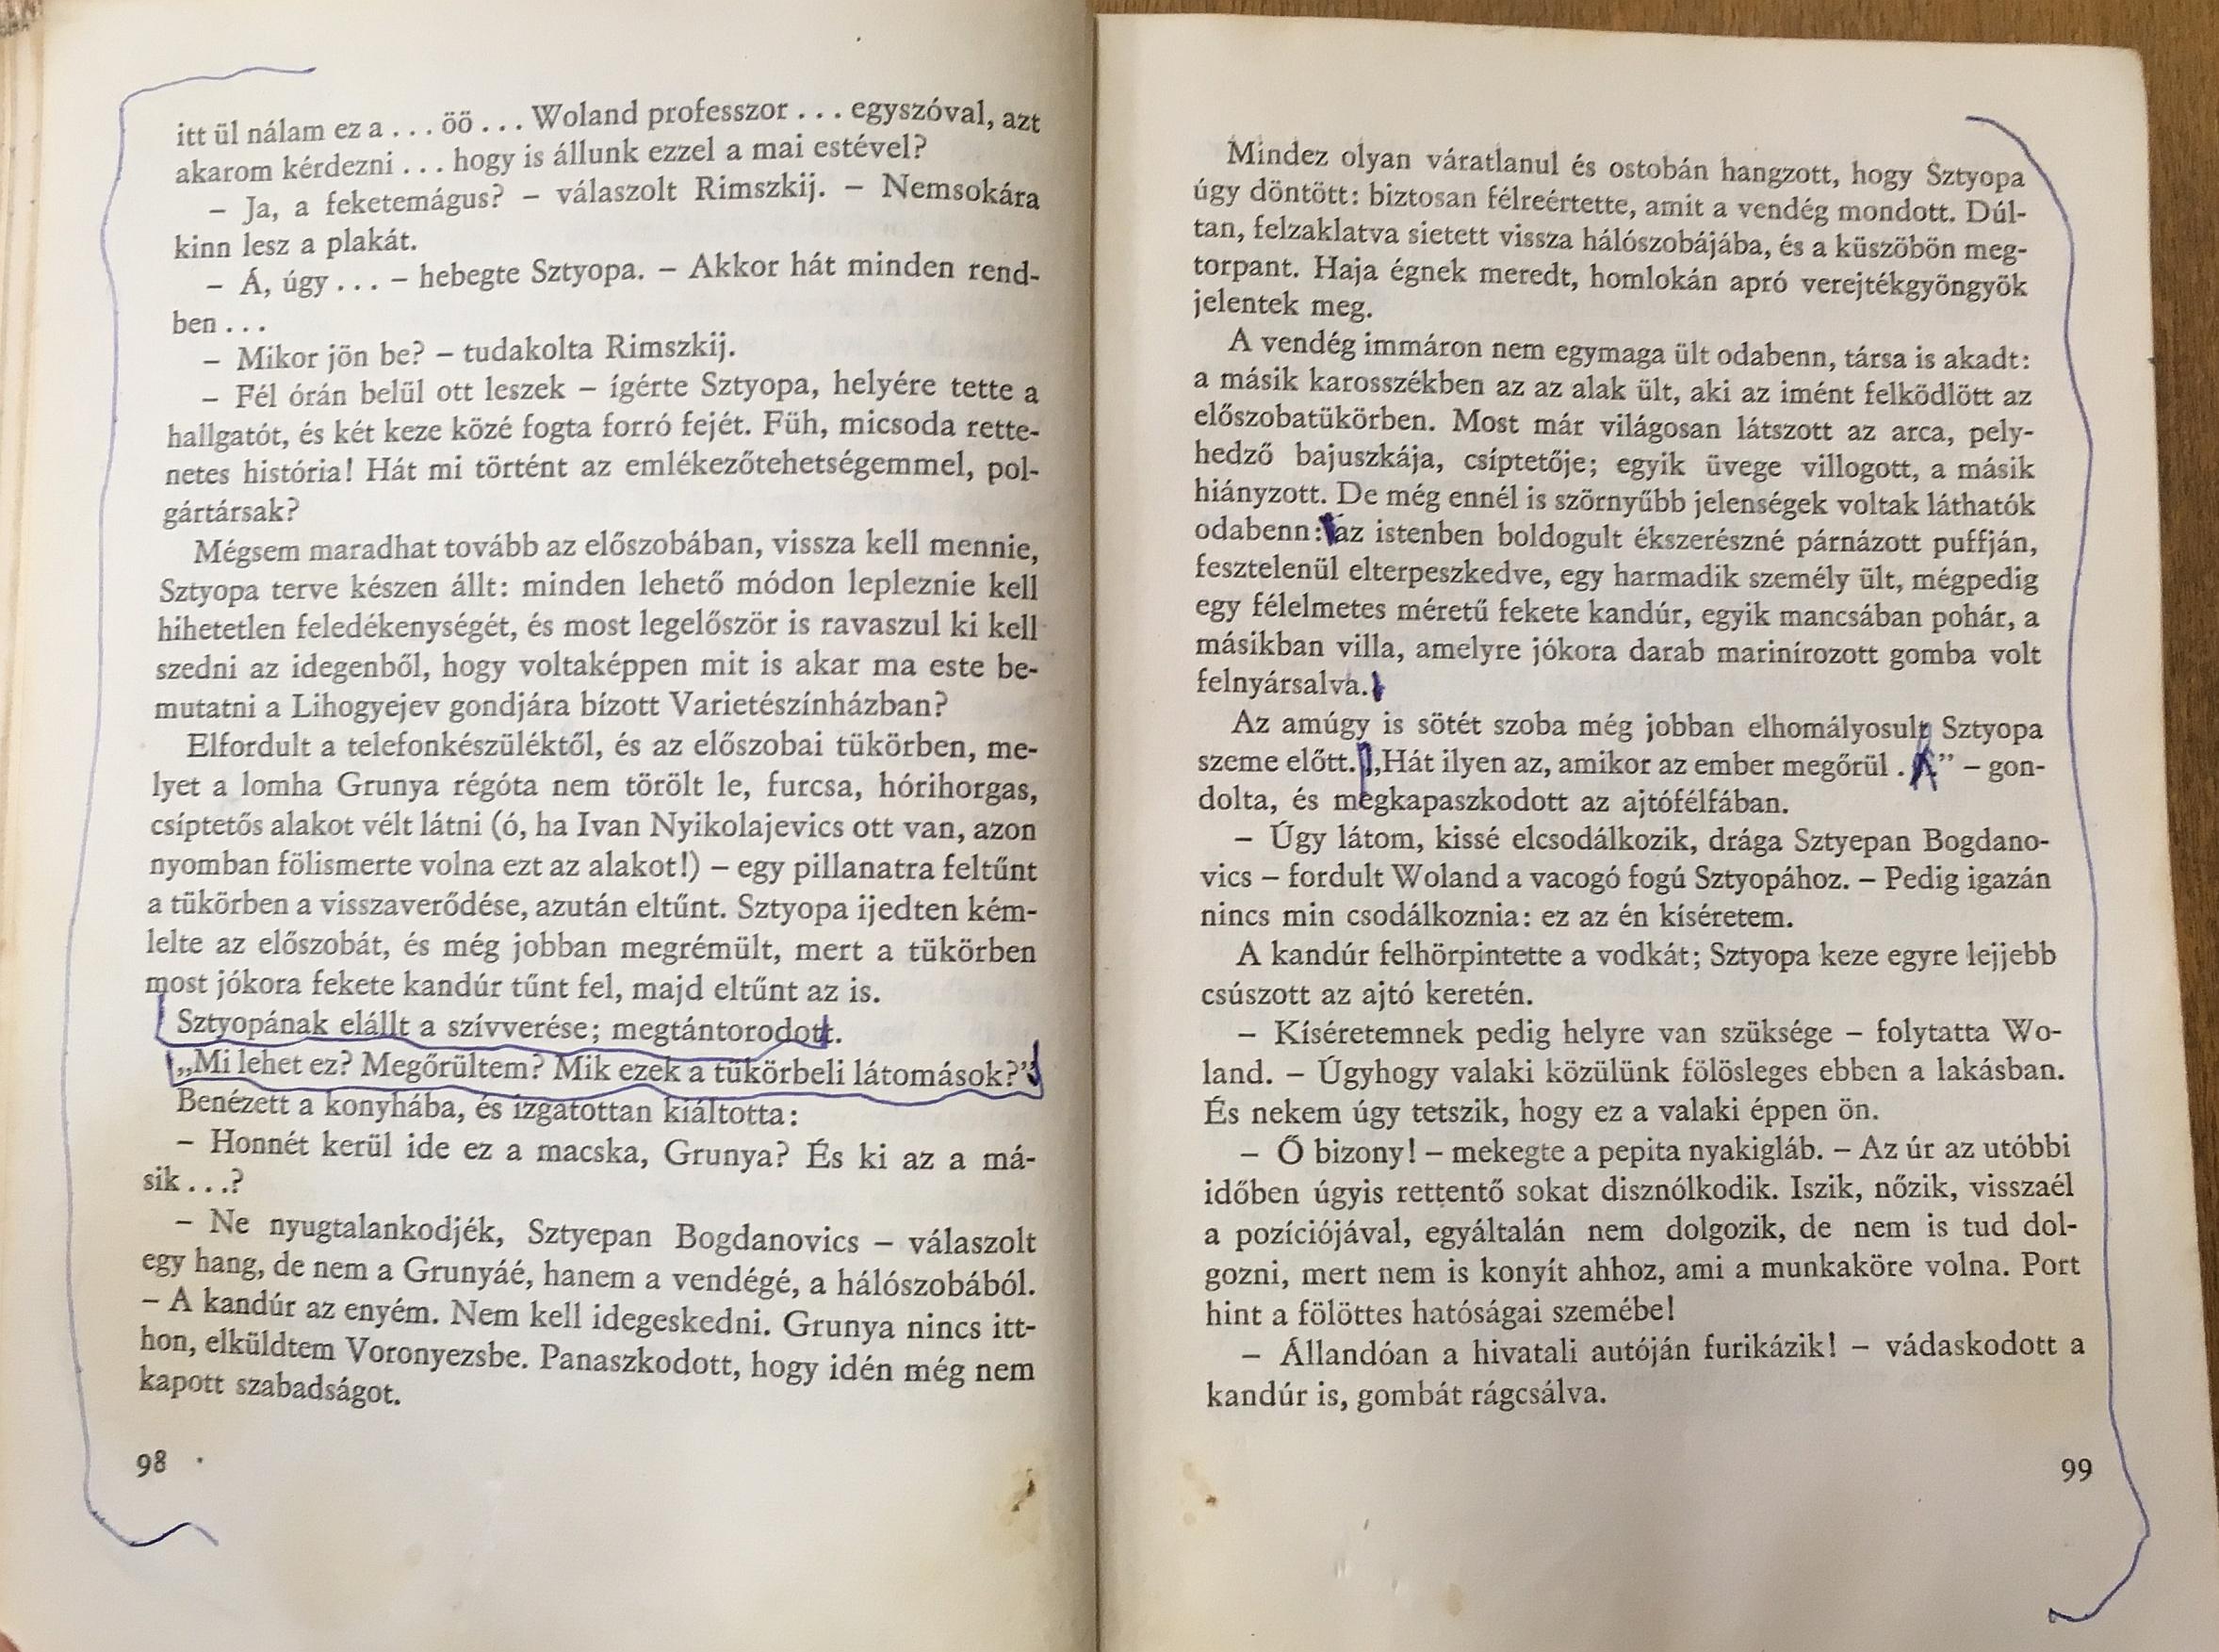 itt ül nálam ez a . . . öö . . . Woland professzor . . . egyszóval, azt
akarom kérdezni . . . hogy is állunk ezzel a mai estével?
– Ja, a feketemágus? – válaszolt Rimszkij. – Nemsokára
kinn lesz a plakát.
– Á, úgy . . . – hebegte Sztyopa. – Akkor hát minden rend-
ben . . .
– Mikor jön be? – tudakolta Rimszkij.
– Fél órán belül ott leszek – ígérte Sztyopa, helyére tette a
hallgatót, és két keze közé fogta forró fejét. Füh, micsoda rette-
netes história! Hát mi történt az emlékezőtehetségemmel, pol-
gártársak?
Mégsem maradhat tovább az előszobában, vissza kell mennie,
Sztyopa terve készen állt: minden lehető módon lepleznie kell
hihetetlen feledékenységét, és most legelőször is ravaszul ki kell
szedni az idegenből, hogy voltaképpen mit is akar ma este be-
mutatni a Lihogyejev gondjára bízott Varietészínházban?
Elfordult a telefonkészüléktől, és az előszobai tükörben, me-
lyet a lomha Grunya régóta nem törölt le, furcsa, hórihorgas,
csíptetős alakot vélt látni (ó, ha Ivan Nyikolajevics ott van, azon
nyomban fölismerte volna ezt az alakot!) – egy pillanatra feltűnt
a tükörben a visszaverődése, azután eltűnt. Sztyopa ijedten kém-
lelte az előszobát, és még jobban megrémült, mert a tükörben
most jókora fekete kandúr tűnt fel, majd eltűnt az is.
Sztyopának elállt a szívverése; megtántorodott.
„Mi lehet ez? Megőrültem? Mik ezek a tükörbeli látomások?”
Benézett a konyhába, és izgatottan kiáltotta:
– Honnét kerül ide ez a macska, Grunya? És ki az a má-
sik . . .?
– Ne nyugtalankodjék, Sztyepan Bogdanovics – válaszolt
egy hang, de nem a Grunyáé, hanem a vendégé, a hálószobából.
– A kandúr az enyém. Nem kell idegeskedni. Grunya nincs itt-
hon, elküldtem Voronyezsbe. Panaszkodott, hogy idén még nem
kapott szabadságot.
98
Mindez olyan váratlanul és ostobán hangzott, hogy Sztyopa
úgy döntött: biztosan félreértette, amit a vendég mondott. Dúl-
tan, felzaklatva sietett vissza hálószobájába, és a küszöbön meg-
torpant. Haja égnek meredt, homlokán apró verejtékgyöngyök
jelentek meg.
A vendég immáron nem egymaga ült odabenn, társa is akadt:
a másik karosszékben az az alak ült, aki az imént felködlött az
előszobatükörben. Most már világosan látszott az arca, pely-
hedző bajuszkája, csíptetője; egyik üvege villogott, a másik
hiányzott. De még ennél is szörnyűbb jelenségek voltak láthatók
odabenn: az istenben boldogult ékszerészné párnázott puffján,
fesztelenül elterpeszkedve, egy harmadik személy ült, mégpedig
egy félelmetes méretű fekete kandúr, egyik mancsában pohár, a
másikban villa, amelyre jókora darab marinírozott gomba volt
felnyársalva.
Az amúgy is sötét szoba még jobban elhomályosult Sztyopa
szeme előtt. „Hát ilyen az, amikor az ember megőrül . . .” – gon-
dolta, és megkapaszkodott az ajtófélfában.
– Úgy látom, kissé elcsodálkozik, drága Sztyepan Bogdano-
vics – fordult Woland a vacogó fogú Sztyopához. – Pedig igazán
nincs min csodálkoznia: ez az én kíséretem.
A kandúr felhörpintette a vodkát; Sztyopa keze egyre lejjebb
csúszott az ajtó keretén.
– Kíséretemnek pedig helyre van szüksége – folytatta Wo-
land. – Úgyhogy valaki közülünk fölösleges ebben a lakásban.
És nekem úgy tetszik, hogy ez a valaki éppen ön.
– Ő bizony! – mekegte a pepita nyakigláb. – Az úr az utóbbi
időben úgyis rettentő sokat disznólkodik. Iszik, nőzik, visszaél
a pozíciójával, egyáltalán nem dolgozik, de nem is tud dol-
gozni, mert nem is konyít ahhoz, ami a munkaköre volna. Port
hint a fölöttes hatóságai szemébe!
– Állandóan a hivatali autóján furikázik! – vádaskodott a
kandúr is, gombát rágcsálva.
99